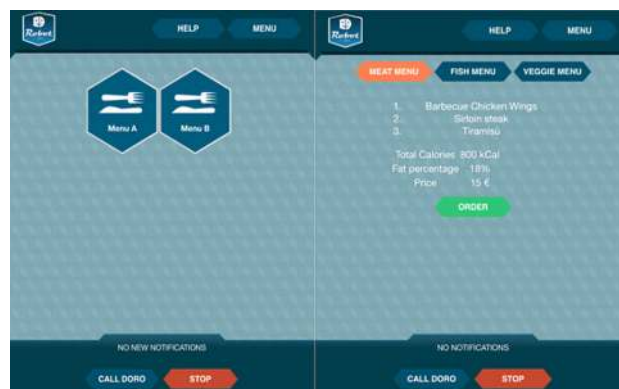 Robot
HELP
MENU
Menu A
Menu B
NO NEW NOTIFICATIONS
CALL DORO
STOP
Robot
HELP
MENU
MEAT MENU
FISH MENU
VEGGIE MENU
1. Barbecue Chicken Wings
2. Sirloin steak
3. Tiramisù
Total Calories 800 kCal
Fat percentage 18%
Price 15 €
ORDER
NO NOTIFICATIONS
CALL DORO
STOP